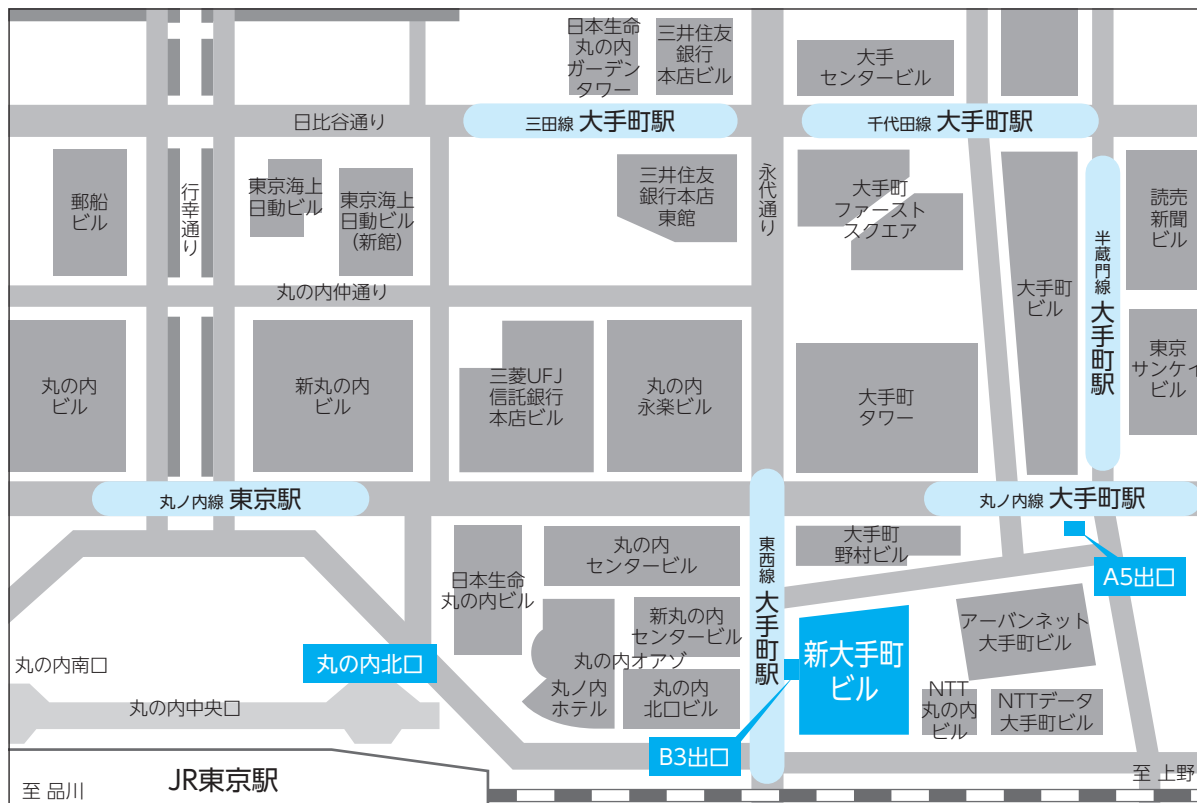 日本生命
丸の内
ガーデン
タワー
三井住友
銀行
本店ビル
大手
センタービル
日比谷通り
三田線 大手町駅
千代田線 大手町駅
郵船
ビル
行幸通り
東京海上
日動ビル
東京海上
日動ビル
(新館)
三井住友
銀行本店
東館
永代通り
大手町
ファースト
スクエア
大手町
ビル
半蔵門線 大手町駅
読売
新聞
ビル
丸の内仲通り
丸の内
ビル
新丸の内
ビル
三菱UFJ
信託銀行
本店ビル
丸の内
永楽ビル
大手町
タワー
東京
サンケイ
ビル
丸ノ内線 東京駅
丸ノ内線 大手町駅
日本生命
丸の内ビル
丸の内
センタービル
東西線 大手町駅
大手町
野村ビル
A5出口
新丸の内
センタービル
丸の内オアゾ
丸ノ内
ホテル
丸の内
北口ビル
新大手町
ビル
アーバンネット
大手町ビル
NTT
丸の内
ビル
NTTデータ
大手町ビル
丸の内南口
丸の内北口
丸の内中央口
B3出口
至 品川
JR東京駅
至 上野